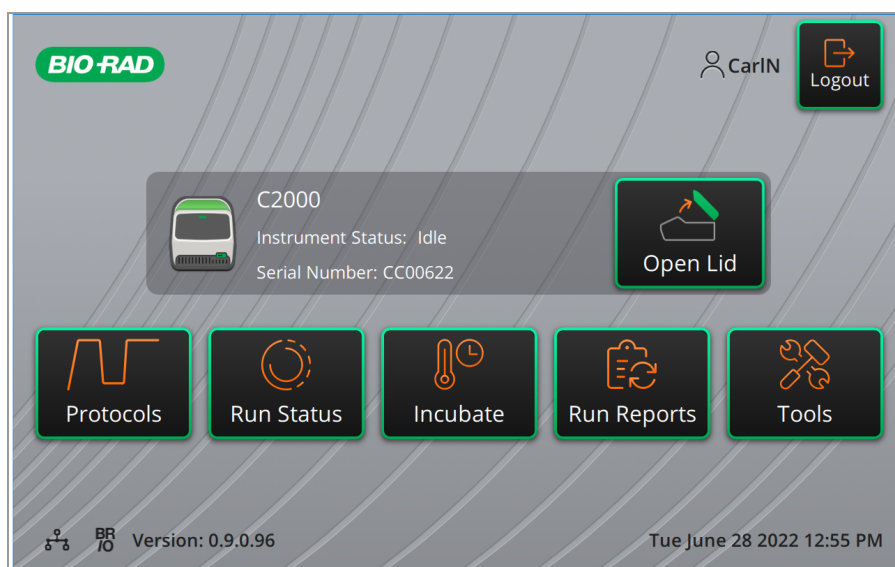 BIO-RAD
CarlN
Logout
C2000
Instrument Status: Idle
Serial Number: CC00622
Open Lid
Protocols
Run Status
Incubate
Run Reports
Tools
BR
IO
Version: 0.9.0.96
Tue June 28 2022 12:55 PM